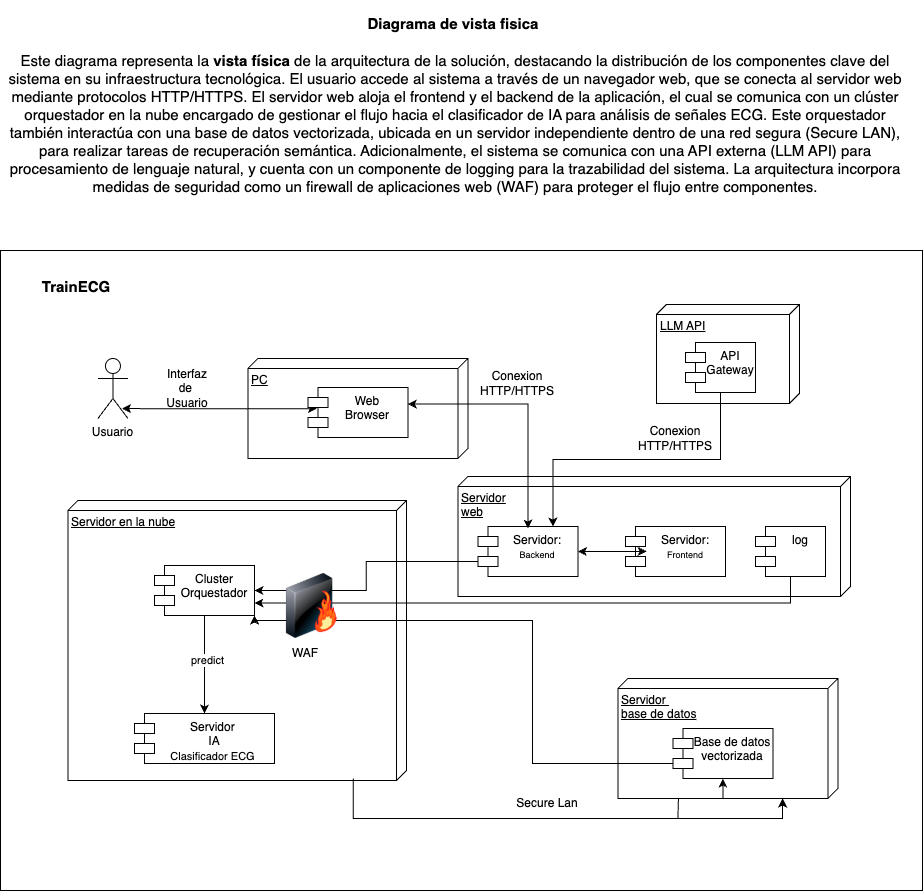 Diagrama de vista fisica
Este diagrama representa la vista física de la arquitectura de la solución, destacando la distribución de los componentes clave del
sistema en su infraestructura tecnológica. El usuario accede al sistema a través de un navegador web, que se conecta al servidor web
mediante protocolos HTTP/HTTPS. El servidor web aloja el frontend y el backend de la aplicación, el cual se comunica con un clúster
orquestador en la nube encargado de gestionar el flujo hacia el clasificador de IA para análisis de señales ECG. Este orquestador
también interactúa con una base de datos vectorizada, ubicada en un servidor independiente dentro de una red segura (Secure LAN),
para realizar tareas de recuperación semántica. Adicionalmente, el sistema se comunica con una API externa (LLM API) para
procesamiento de lenguaje natural, y cuenta con un componente de logging para la trazabilidad del sistema. La arquitectura incorpora
medidas de seguridad como un firewall de aplicaciones web (WAF) para proteger el flujo entre componentes.
TrainECG
LLM API
API
Gateway
Interfaz
de
Usuario
Usuario
PC
Web
Browser
Conexion
HTTP/HTTPS
Conexion
HTTP/HTTPS
Servidor
web
Servidor:
Backend
Servidor:
Frontend
log
Servidor en la nube
Cluster
Orquestador
WAF
predict
Servidor
IA
Clasificador ECG
Servidor
base de datos
Base de datos
vectorizada
Secure Lan